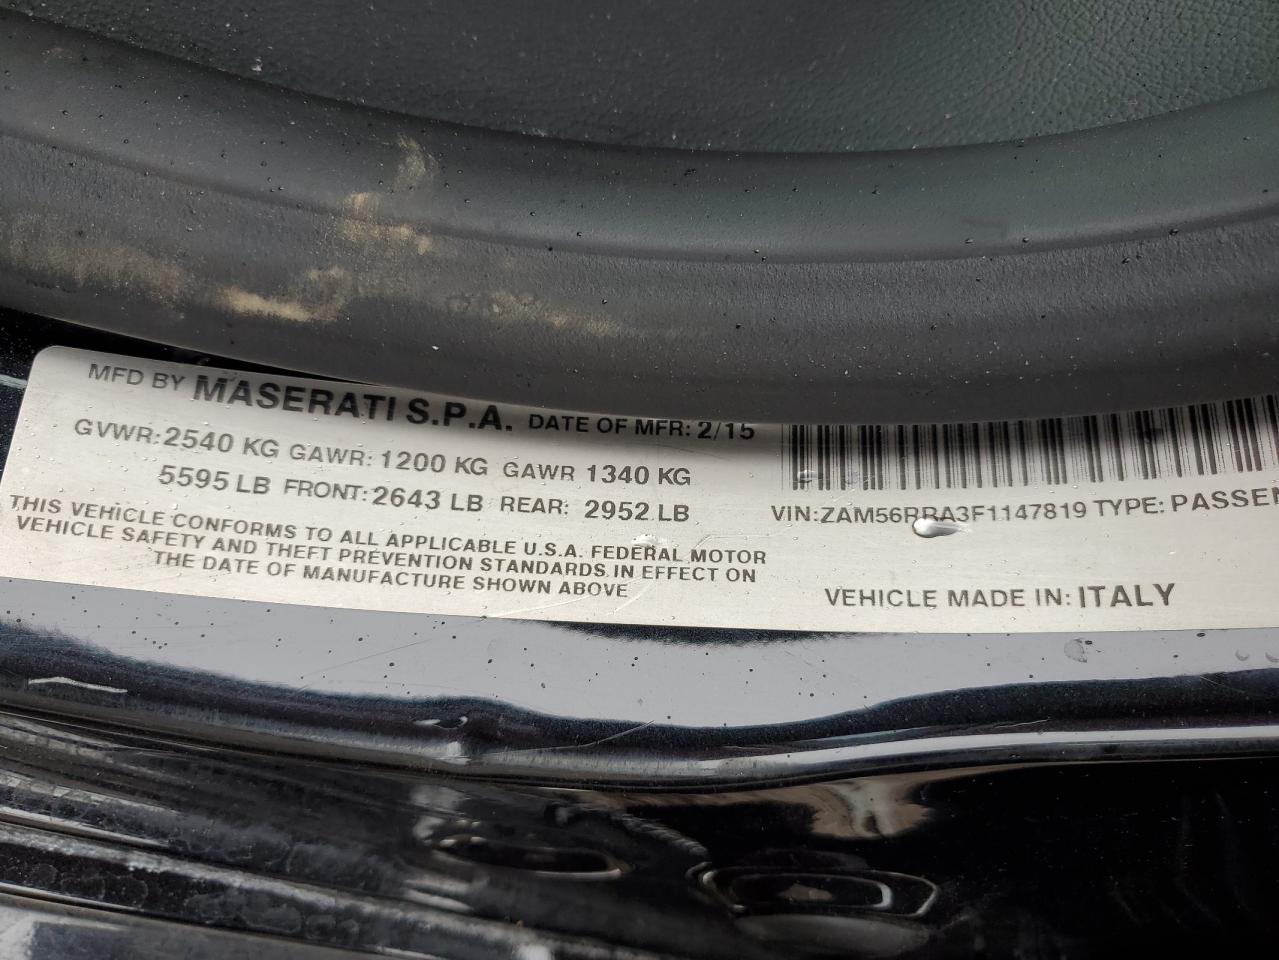 MFD BY MASERATI S.P.A. DATE OF MFR: 2/15
GVWR: 2540 KG GAWR: 1200 KG GAWR 1340 KG
5595 LB FRONT: 2643 LB REAR: 2952 LB
THIS VEHICLE CONFORMS TO ALL APPLICABLE U.S.A. FEDERAL MOTOR
VEHICLE SAFETY AND THEFT PREVENTION STANDARDS IN EFFECT ON
THE DATE OF MANUFACTURE SHOWN ABOVE
VIN: ZAM56RRA3F1147819 TYPE: PASSEN
VEHICLE MADE IN: ITALY